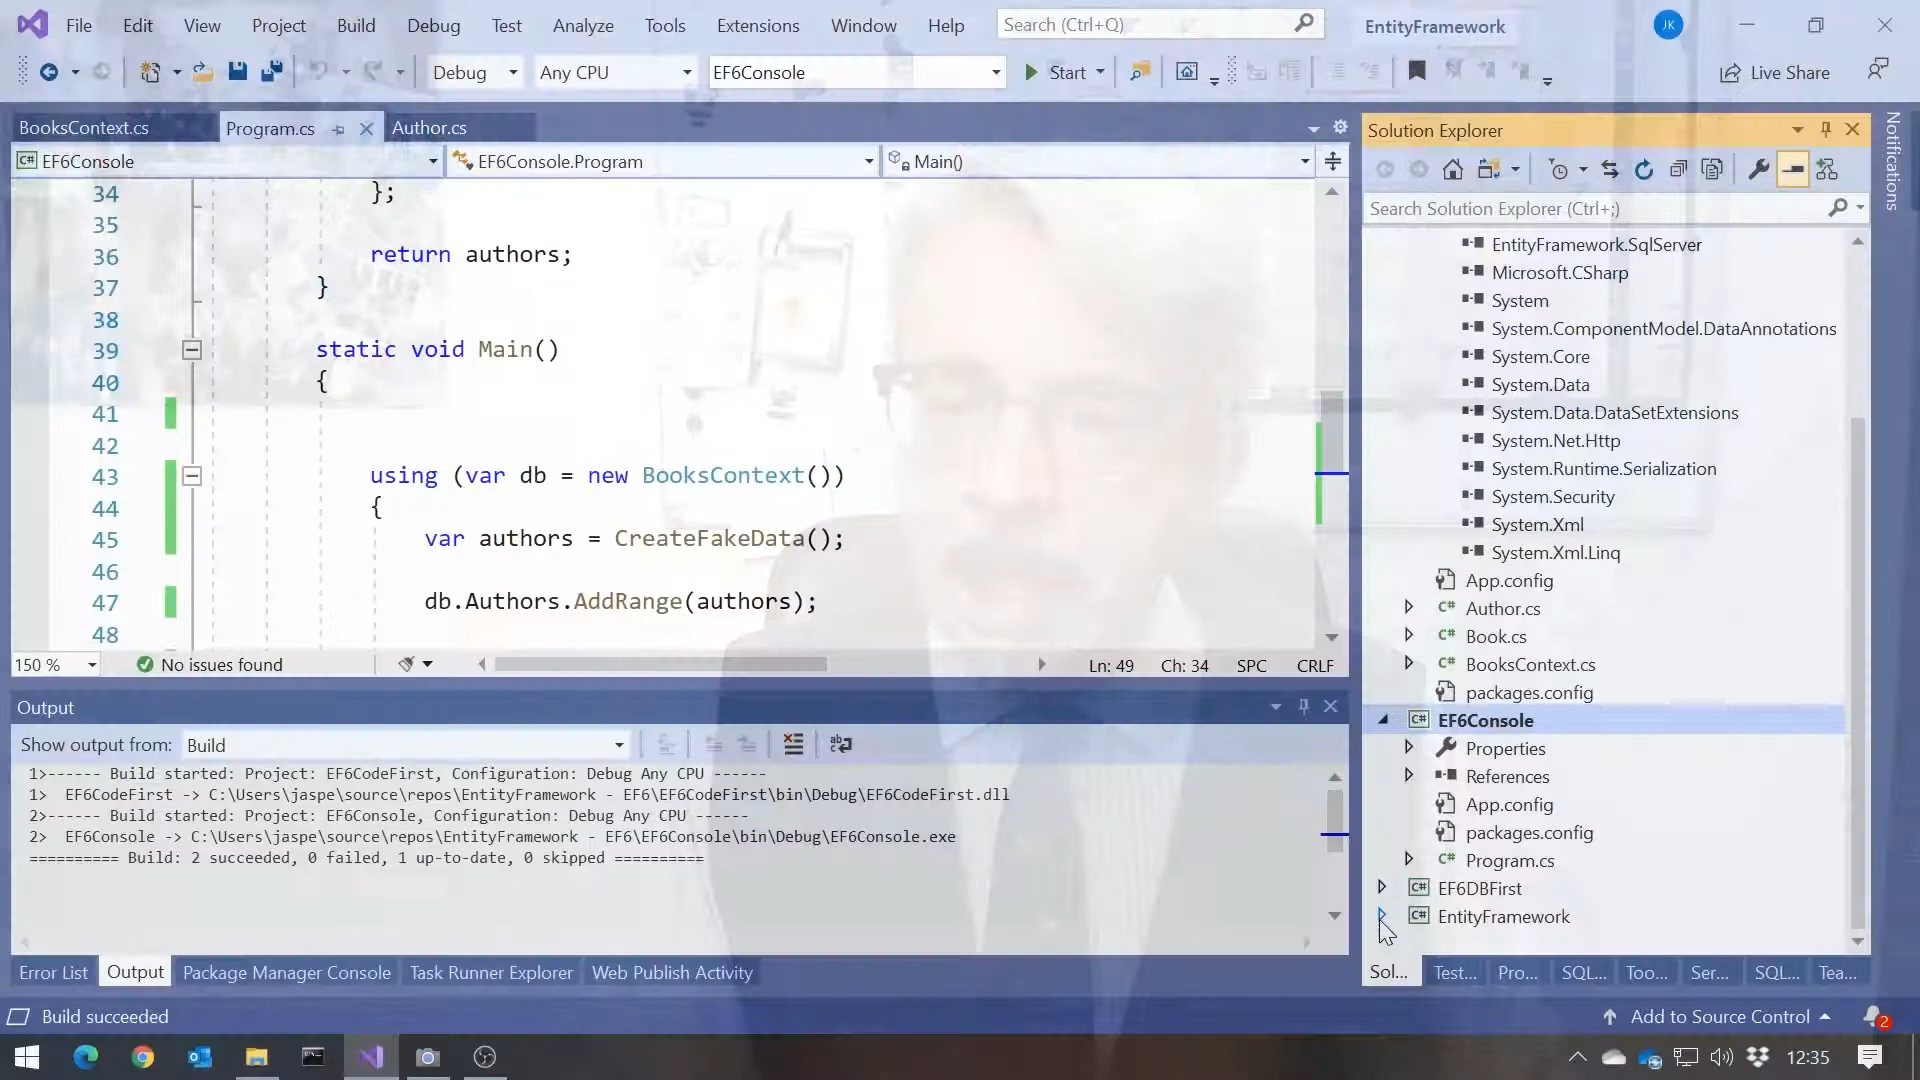 File Edit View Project Build Debug Test Analyze Tools Extensions Window Help Search (Ctrl+Q) EntityFramework JK
Debug Any CPU EF6Console Start Live Share
BooksContext.cs Program.cs Author.cs
EF6Console EF6Console.Program Main()
34 };
35
36 return authors;
37 }
38
39 static void Main()
40 {
41
42
43 using (var db = new BooksContext())
44 {
45 var authors = CreateFakeData();
46
47 db.Authors.AddRange(authors);
48
150 % No issues found Ln: 49 Ch: 34 SPC CRLF
Output
Show output from: Build
1>------ Build started: Project: EF6CodeFirst, Configuration: Debug Any CPU ------
1> EF6CodeFirst -> C:\Users\jaspe\source\repos\EntityFramework - EF6\EF6CodeFirst\bin\Debug\EF6CodeFirst.dll
2>------ Build started: Project: EF6Console, Configuration: Debug Any CPU ------
2> EF6Console -> C:\Users\jaspe\source\repos\EntityFramework - EF6\EF6Console\bin\Debug\EF6Console.exe
========== Build: 2 succeeded, 0 failed, 1 up-to-date, 0 skipped ==========
Error List Output Package Manager Console Task Runner Explorer Web Publish Activity
Solution Explorer
Search Solution Explorer (Ctrl+;)
EntityFramework.SqlServer
Microsoft.CSharp
System
System.ComponentModel.DataAnnotations
System.Core
System.Data
System.Data.DataSetExtensions
System.Net.Http
System.Runtime.Serialization
System.Security
System.Xml
System.Xml.Linq
App.config
C# Author.cs
C# Book.cs
C# BooksContext.cs
packages.config
C# EF6Console
Properties
References
App.config
packages.config
C# Program.cs
C# EF6DBFirst
C# EntityFramework
Sol... Test... Pro... SQL... Too... Ser... SQL... Tea...
Notifications
Build succeeded Add to Source Control 2
12:35